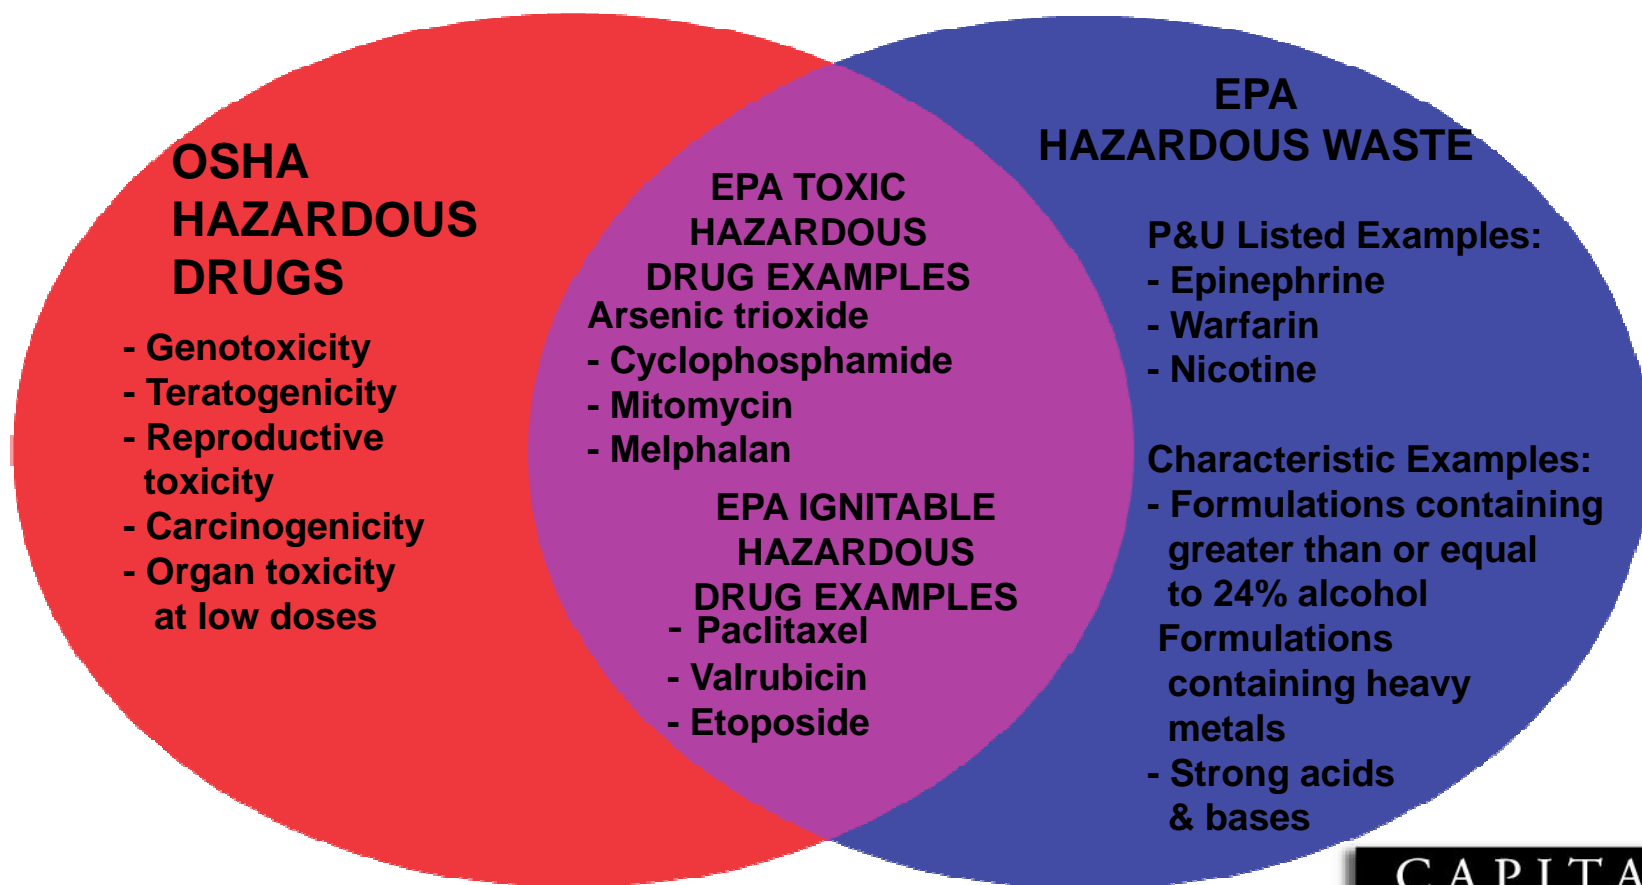 OSHA
HAZARDOUS
DRUGS
- Genotoxicity
- Teratogenicity
- Reproductive
toxicity
- Carcinogenicity
- Organ toxicity
at low doses
EPA TOXIC
HAZARDOUS
DRUG EXAMPLES
Arsenic trioxide
- Cyclophosphamide
- Mitomycin
- Melphalan
EPA IGNITABLE
HAZARDOUS
DRUG EXAMPLES
- Paclitaxel
- Valrubicin
- Etoposide
EPA
HAZARDOUS WASTE
P&U Listed Examples:
- Epinephrine
- Warfarin
- Nicotine
Characteristic Examples:
- Formulations containing
greater than or equal
to 24% alcohol
Formulations
containing heavy
metals
- Strong acids
& bases
CAPITA